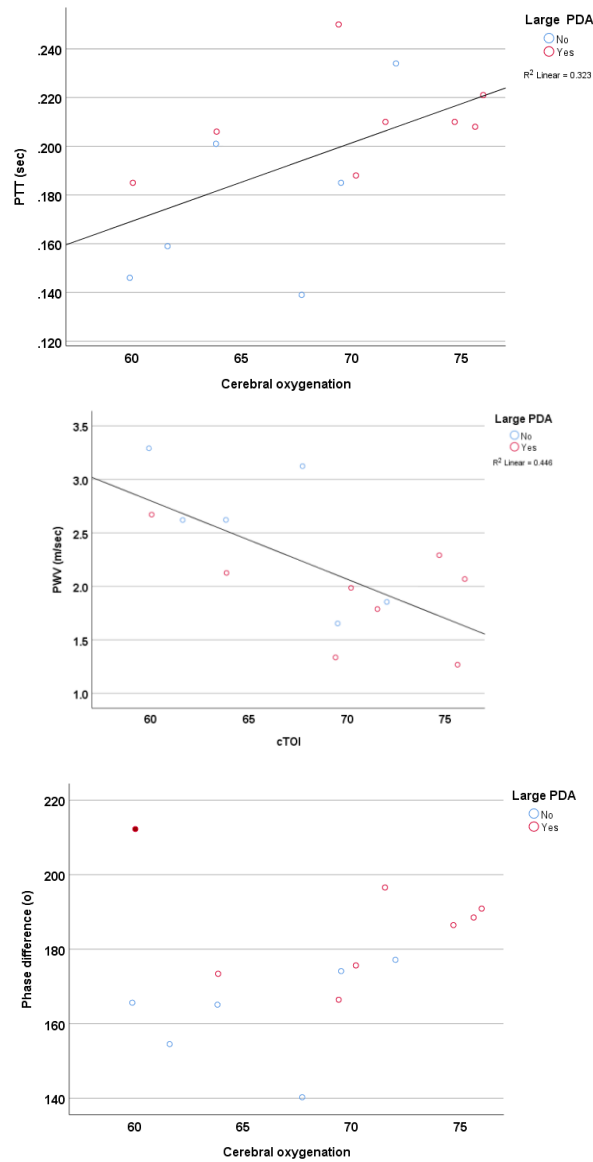 Large PDA
No
Yes
R² Linear = 0.323
.240
.220
.200
.180
.160
.140
.120
PTT (sec)
60
65
70
75
Cerebral oxygenation
Large PDA
No
Yes
R² Linear = 0.446
3.5
3.0
2.5
2.0
1.5
1.0
PWV (m/sec)
60
65
70
75
cTOI
Large PDA
No
Yes
220
200
180
160
140
Phase difference (o)
60
65
70
75
Cerebral oxygenation